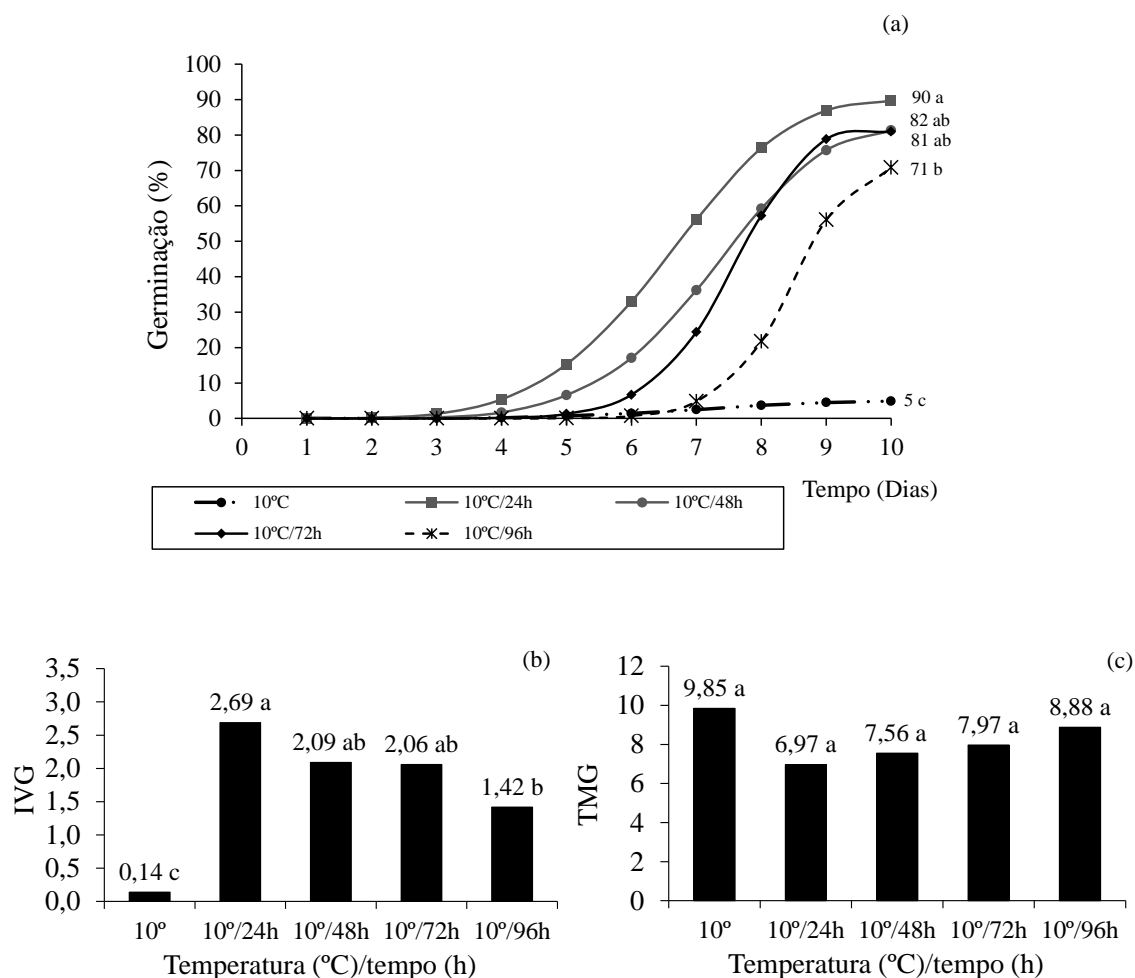 (a)
Germinação (%)
100
90
80
70
60
50
40
30
20
10
0
90 a
82 ab
81 ab
71 b
5 c
0 1 2 3 4 5 6 7 8 9 10
Tempo (Dias)
10ºC 10ºC/24h 10ºC/48h
10ºC/72h 10ºC/96h
(b)
IVG
3,5
3,0
2,5
2,0
1,5
1,0
0,5
0,0
0,14 c
2,69 a
2,09 ab
2,06 ab
1,42 b
10º 10º/24h 10º/48h 10º/72h 10º/96h
Temperatura (ºC)/tempo (h)
(c)
TMG
12
10
8
6
4
2
0
9,85 a
6,97 a
7,56 a
7,97 a
8,88 a
10º 10º/24h 10º/48h 10º/72h 10º/96h
Temperatura (ºC)/tempo (h)